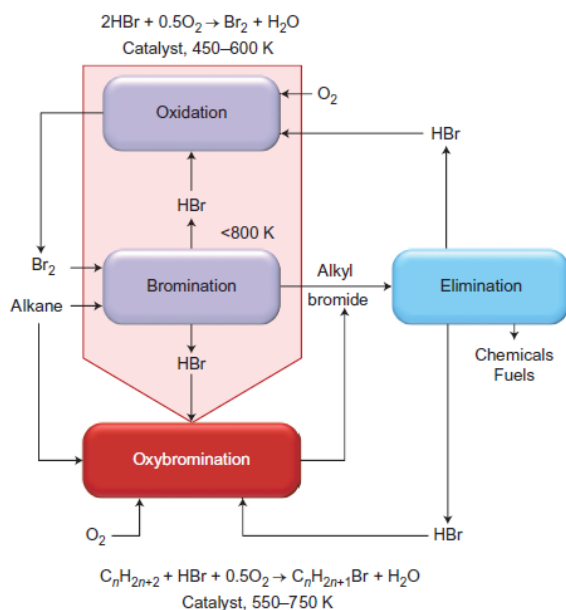 2HBr + 0.5O₂ → Br₂ + H₂O
Catalyst, 450–600 K
O₂
Oxidation
HBr
HBr
<800 K
Br₂
Alkane
Bromination
Alkyl
bromide
Elimination
HBr
Chemicals
Fuels
Oxybromination
O₂
HBr
CₙH₂ₙ₊₂ + HBr + 0.5O₂ → CₙH₂ₙ₊₁Br + H₂O
Catalyst, 550–750 K